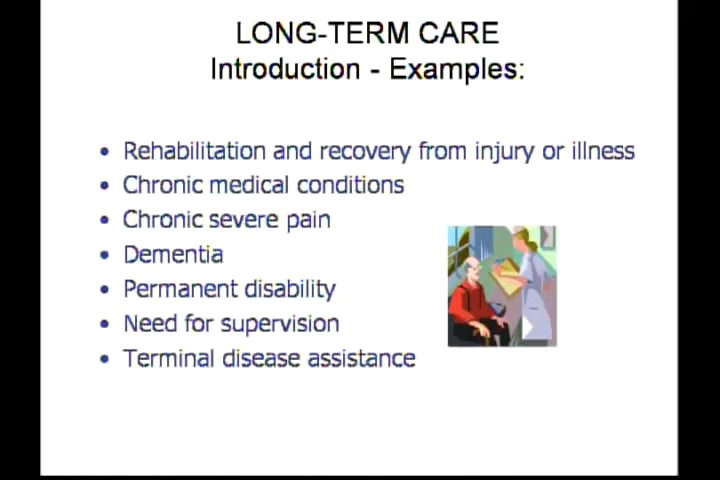 LONG-TERM CARE
Introduction - Examples:
• Rehabilitation and recovery from injury or illness
• Chronic medical conditions
• Chronic severe pain
• Dementia
• Permanent disability
• Need for supervision
• Terminal disease assistance